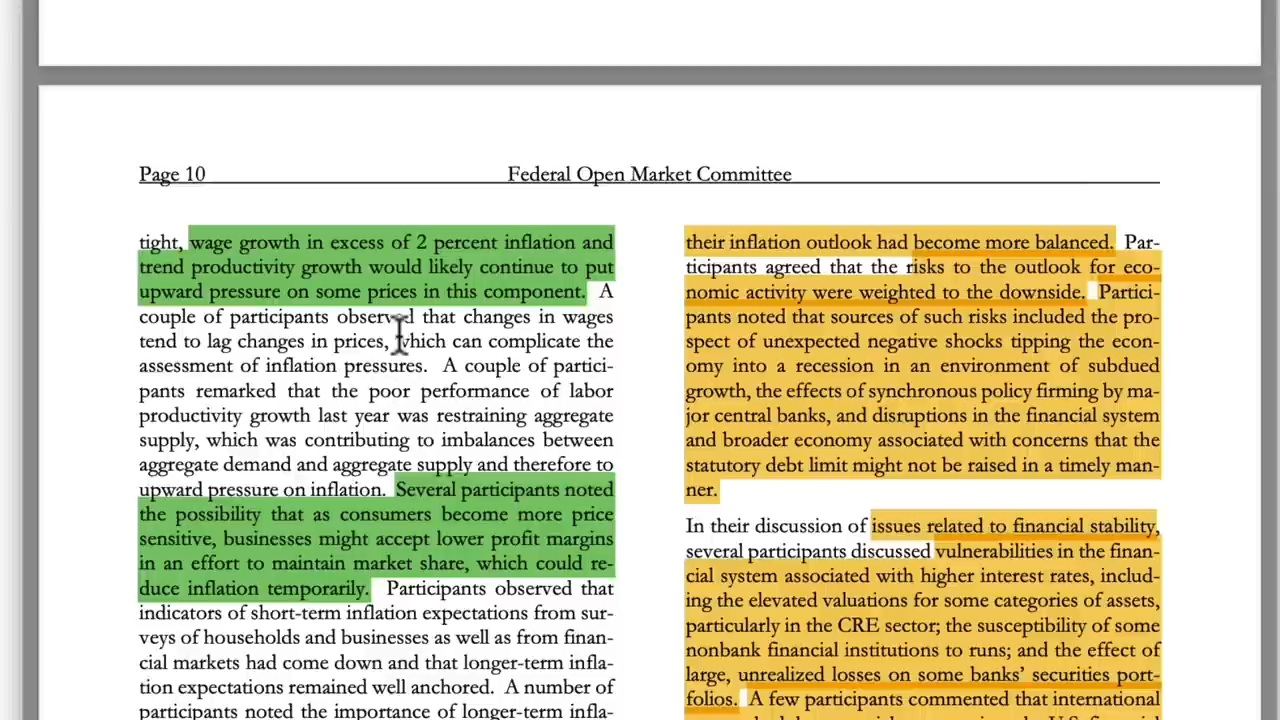 Page 10
Federal Open Market Committee
tight, wage growth in excess of 2 percent inflation and
trend productivity growth would likely continue to put
upward pressure on some prices in this component. A
couple of participants observed that changes in wages
tend to lag changes in prices, which can complicate the
assessment of inflation pressures. A couple of partici-
pants remarked that the poor performance of labor
productivity growth last year was restraining aggregate
supply, which was contributing to imbalances between
aggregate demand and aggregate supply and therefore to
upward pressure on inflation. Several participants noted
the possibility that as consumers become more price
sensitive, businesses might accept lower profit margins
in an effort to maintain market share, which could re-
duce inflation temporarily. Participants observed that
indicators of short-term inflation expectations from sur-
veys of households and businesses as well as from finan-
cial markets had come down and that longer-term infla-
tion expectations remained well anchored. A number of
participants noted the importance of longer-term infla-
their inflation outlook had become more balanced. Par-
ticipants agreed that the risks to the outlook for eco-
nomic activity were weighted to the downside. Partici-
pants noted that sources of such risks included the pro-
spect of unexpected negative shocks tipping the econ-
omy into a recession in an environment of subdued
growth, the effects of synchronous policy firming by ma-
jor central banks, and disruptions in the financial system
and broader economy associated with concerns that the
statutory debt limit might not be raised in a timely man-
ner.
In their discussion of issues related to financial stability,
several participants discussed vulnerabilities in the finan-
cial system associated with higher interest rates, includ-
ing the elevated valuations for some categories of assets,
particularly in the CRE sector; the susceptibility of some
nonbank financial institutions to runs; and the effect of
large, unrealized losses on some banks' securities port-
folios. A few participants commented that international